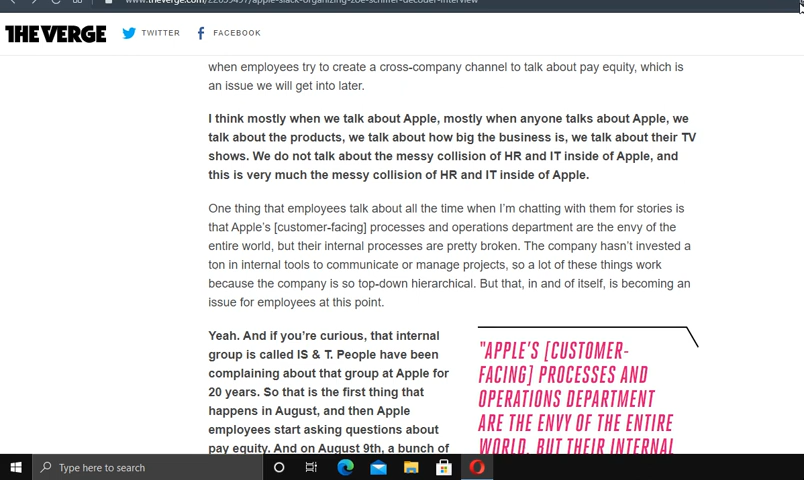 THE VERGE
TWITTER
FACEBOOK
when employees try to create a cross-company channel to talk about pay equity, which is
an issue we will get into later.
I think mostly when we talk about Apple, mostly when anyone talks about Apple, we
talk about the products, we talk about how big the business is, we talk about their TV
shows. We do not talk about the messy collision of HR and IT inside of Apple, and
this is very much the messy collision of HR and IT inside of Apple.
One thing that employees talk about all the time when I'm chatting with them for stories is
that Apple's [customer-facing] processes and operations department are the envy of the
entire world, but their internal processes are pretty broken. The company hasn't invested a
ton in internal tools to communicate or manage projects, so a lot of these things work
because the company is so top-down hierarchical. But that, in and of itself, is becoming an
issue for employees at this point.
Yeah. And if you're curious, that internal
group is called IS & T. People have been
complaining about that group at Apple for
20 years. So that is the first thing that
happens in August, and then Apple
employees start asking questions about
pay equity. And on August 9th, a bunch of
"APPLE'S [CUSTOMER-
FACING] PROCESSES AND
OPERATIONS DEPARTMENT
ARE THE ENVY OF THE ENTIRE
WORLD, BUT THEIR INTERNAL
Type here to search